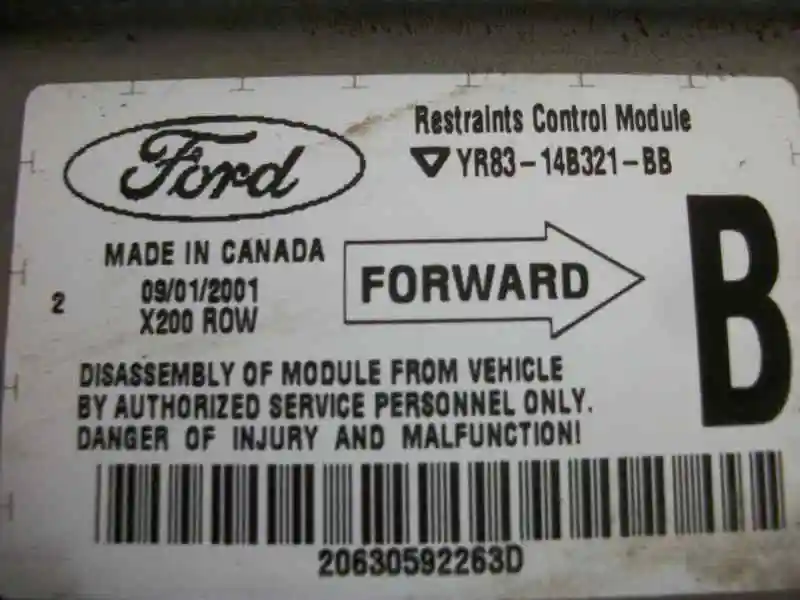 Ford
Restraints Control Module
YR83-14B321-BB
MADE IN CANADA
09/01/2001
2
X200 ROW
FORWARD
B
DISASSEMBLY OF MODULE FROM VEHICLE
BY AUTHORIZED SERVICE PERSONNEL ONLY.
DANGER OF INJURY AND MALFUNCTION!
20630592263D